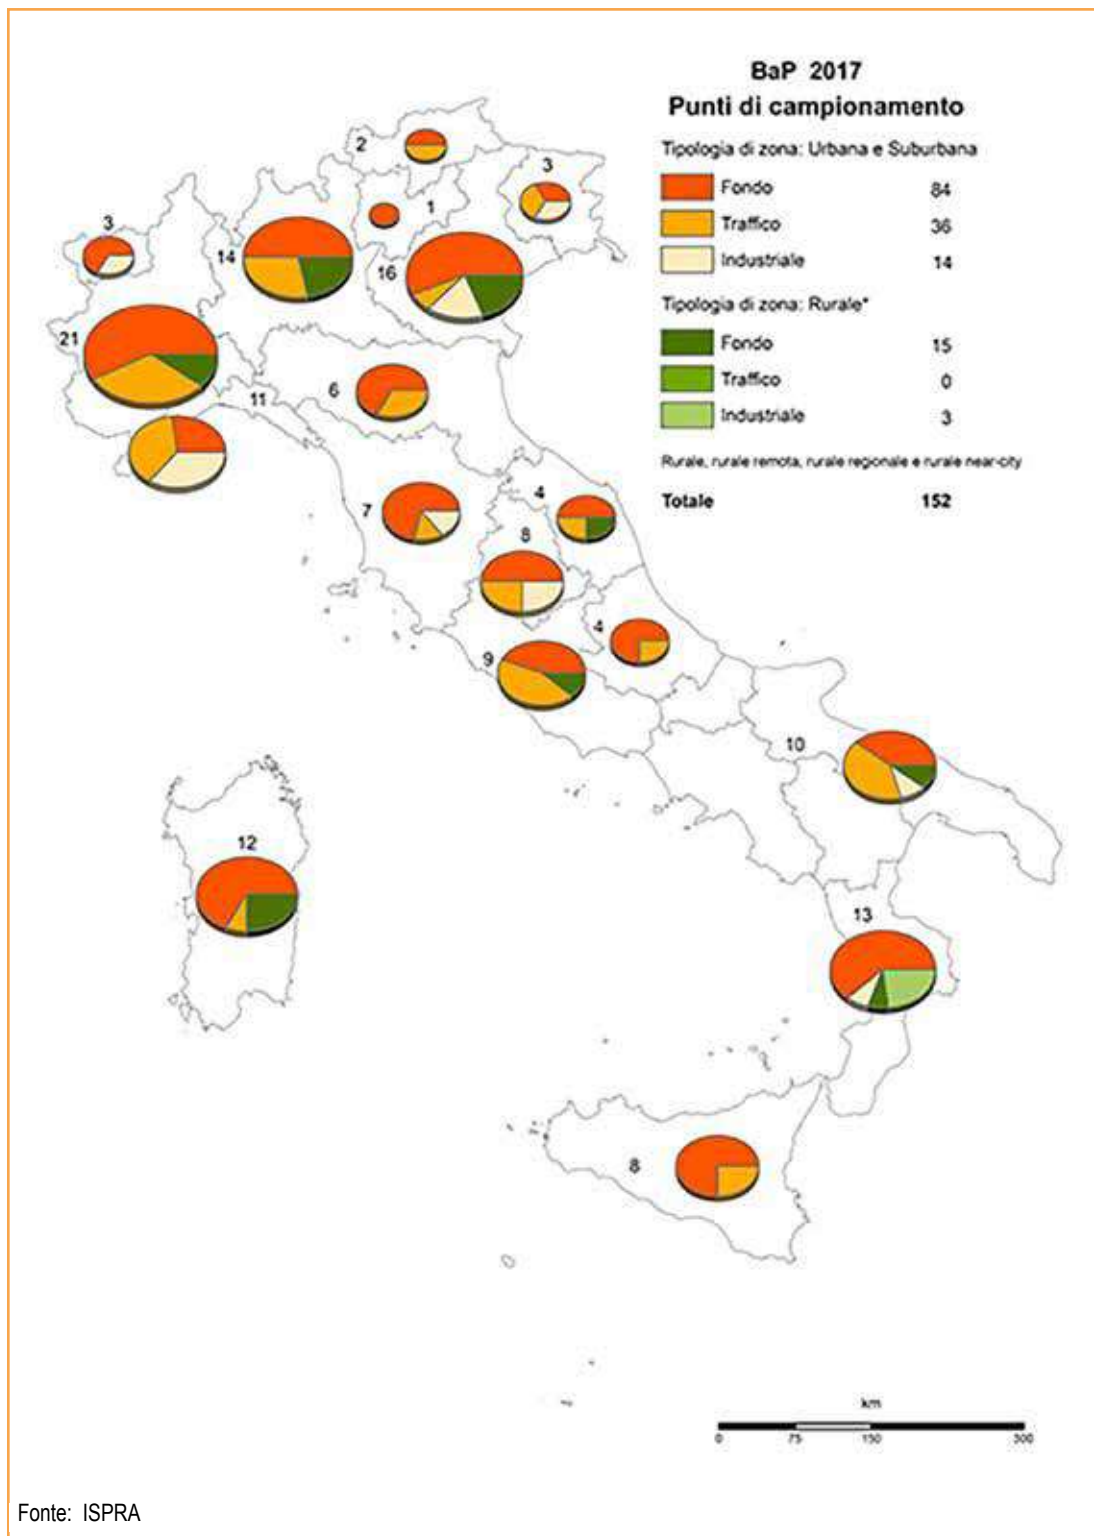 BaP 2017
Punti di campionamento
Tipologia di zona: Urbana e Suburbana
Fondo 84
Traffico 36
Industriale 14
Tipologia di zona: Rurale*
Fondo 15
Traffico 0
Industriale 3
Rurale, rurale remota, rurale regionale e rurale near-city
Totale 152
2
3
3
1
14
16
21
6
11
7
4
8
4
9
10
12
13
8
km
0 75 150 300
Fonte: ISPRA